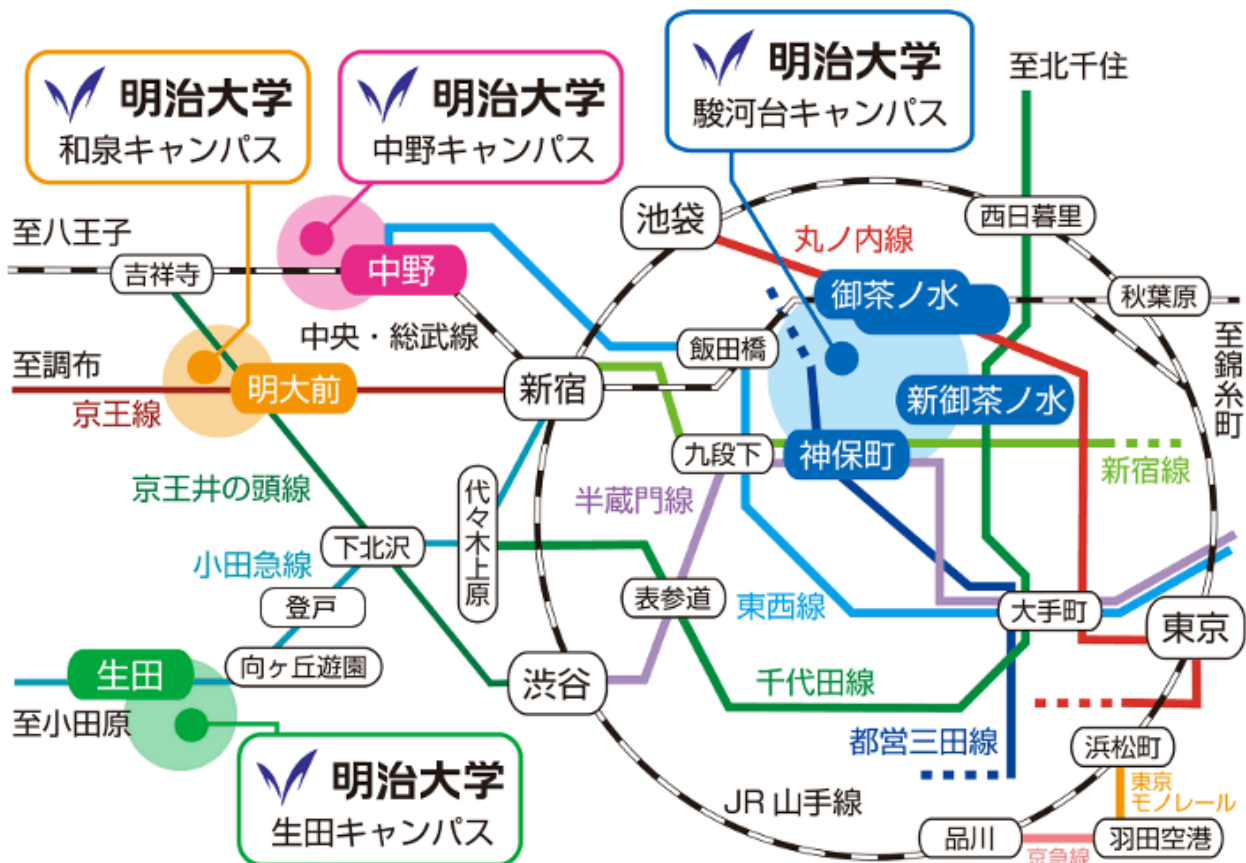 明治大学
和泉キャンパス
明治大学
中野キャンパス
明治大学
駿河台キャンパス
至北千住
池袋
西日暮里
至八王子
丸ノ内線
吉祥寺
中野
御茶ノ水
秋葉原
中央・総武線
飯田橋
至錦糸町
至調布
明大前
新宿
新御茶ノ水
京王線
九段下
神保町
新宿線
京王井の頭線
半蔵門線
代々木上原
下北沢
小田急線
登戸
表参道
東西線
大手町
東京
向ヶ丘遊園
生田
渋谷
千代田線
至小田原
都営三田線
浜松町
明治大学
生田キャンパス
JR山手線
東京
モノレール
品川
羽田空港
京急線